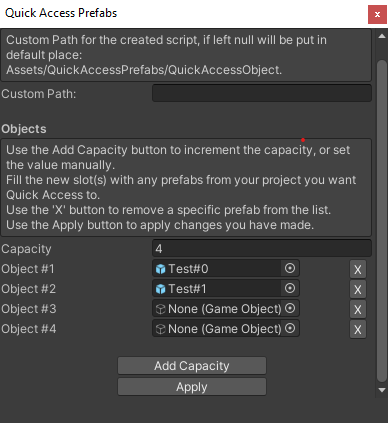 Quick Access Prefabs
x
Custom Path for the created script, if left null will be put in
default place:
Assets/QuickAccessPrefabs/QuickAccessObject.
Custom Path:
Objects
Use the Add Capacity button to increment the capacity, or set
the value manually.
Fill the new slot(s) with any prefabs from your project you want
Quick Access to.
Use the 'X' button to remove a specific prefab from the list.
Use the Apply button to apply changes you have made.
Capacity 4
Object #1 Test#0 X
Object #2 Test#1 X
Object #3 None (Game Object) X
Object #4 None (Game Object) X
Add Capacity
Apply